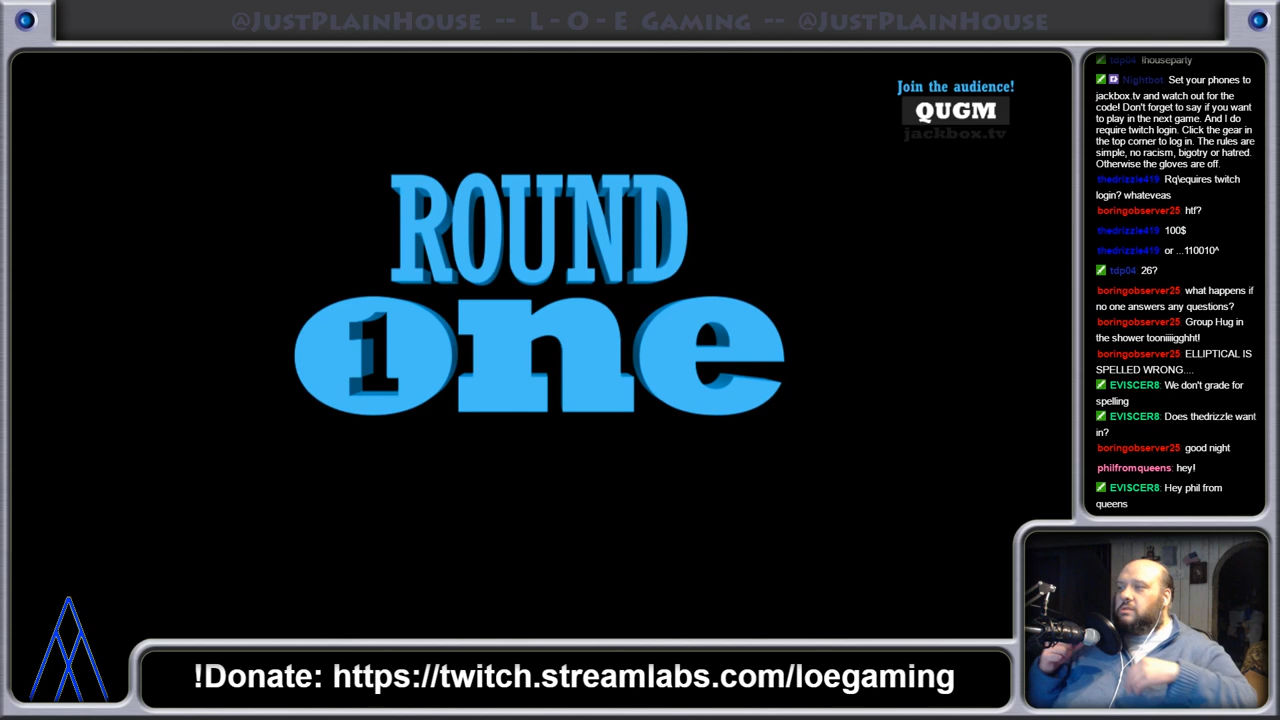 @JustPlainHouse -- L-O-E Gaming -- @JustPlainHouse
Join the audience!
QUGM
jackbox.tv
ROUND
One
1
tdp04: !houseparty
Nightbot: Set your phones to
jackbox.tv and watch out for the
code! Don't forget to say if you want
to play in the next game. And I do
require twitch login. Click the gear in
the top corner to log in. The rules are
simple, no racism, bigotry or hatred.
Otherwise the gloves are off.
thedrizzle419: Rq\equires twitch
login? whateveas
boringobserver25: htf?
thedrizzle419: 100$
thedrizzle419: or ...110010^
tdp04: 26?
boringobserver25: what happens if
no one answers any questions?
boringobserver25: Group Hug in
the shower tooniiiigghht!
boringobserver25: ELLIPTICAL IS
SPELLED WRONG....
EVISCER8: We don't grade for
spelling
EVISCER8: Does thedrizzle want
in?
boringobserver25: good night
philfromqueens: hey!
EVISCER8: Hey phil from
queens
!Donate: https://twitch.streamlabs.com/loegaming